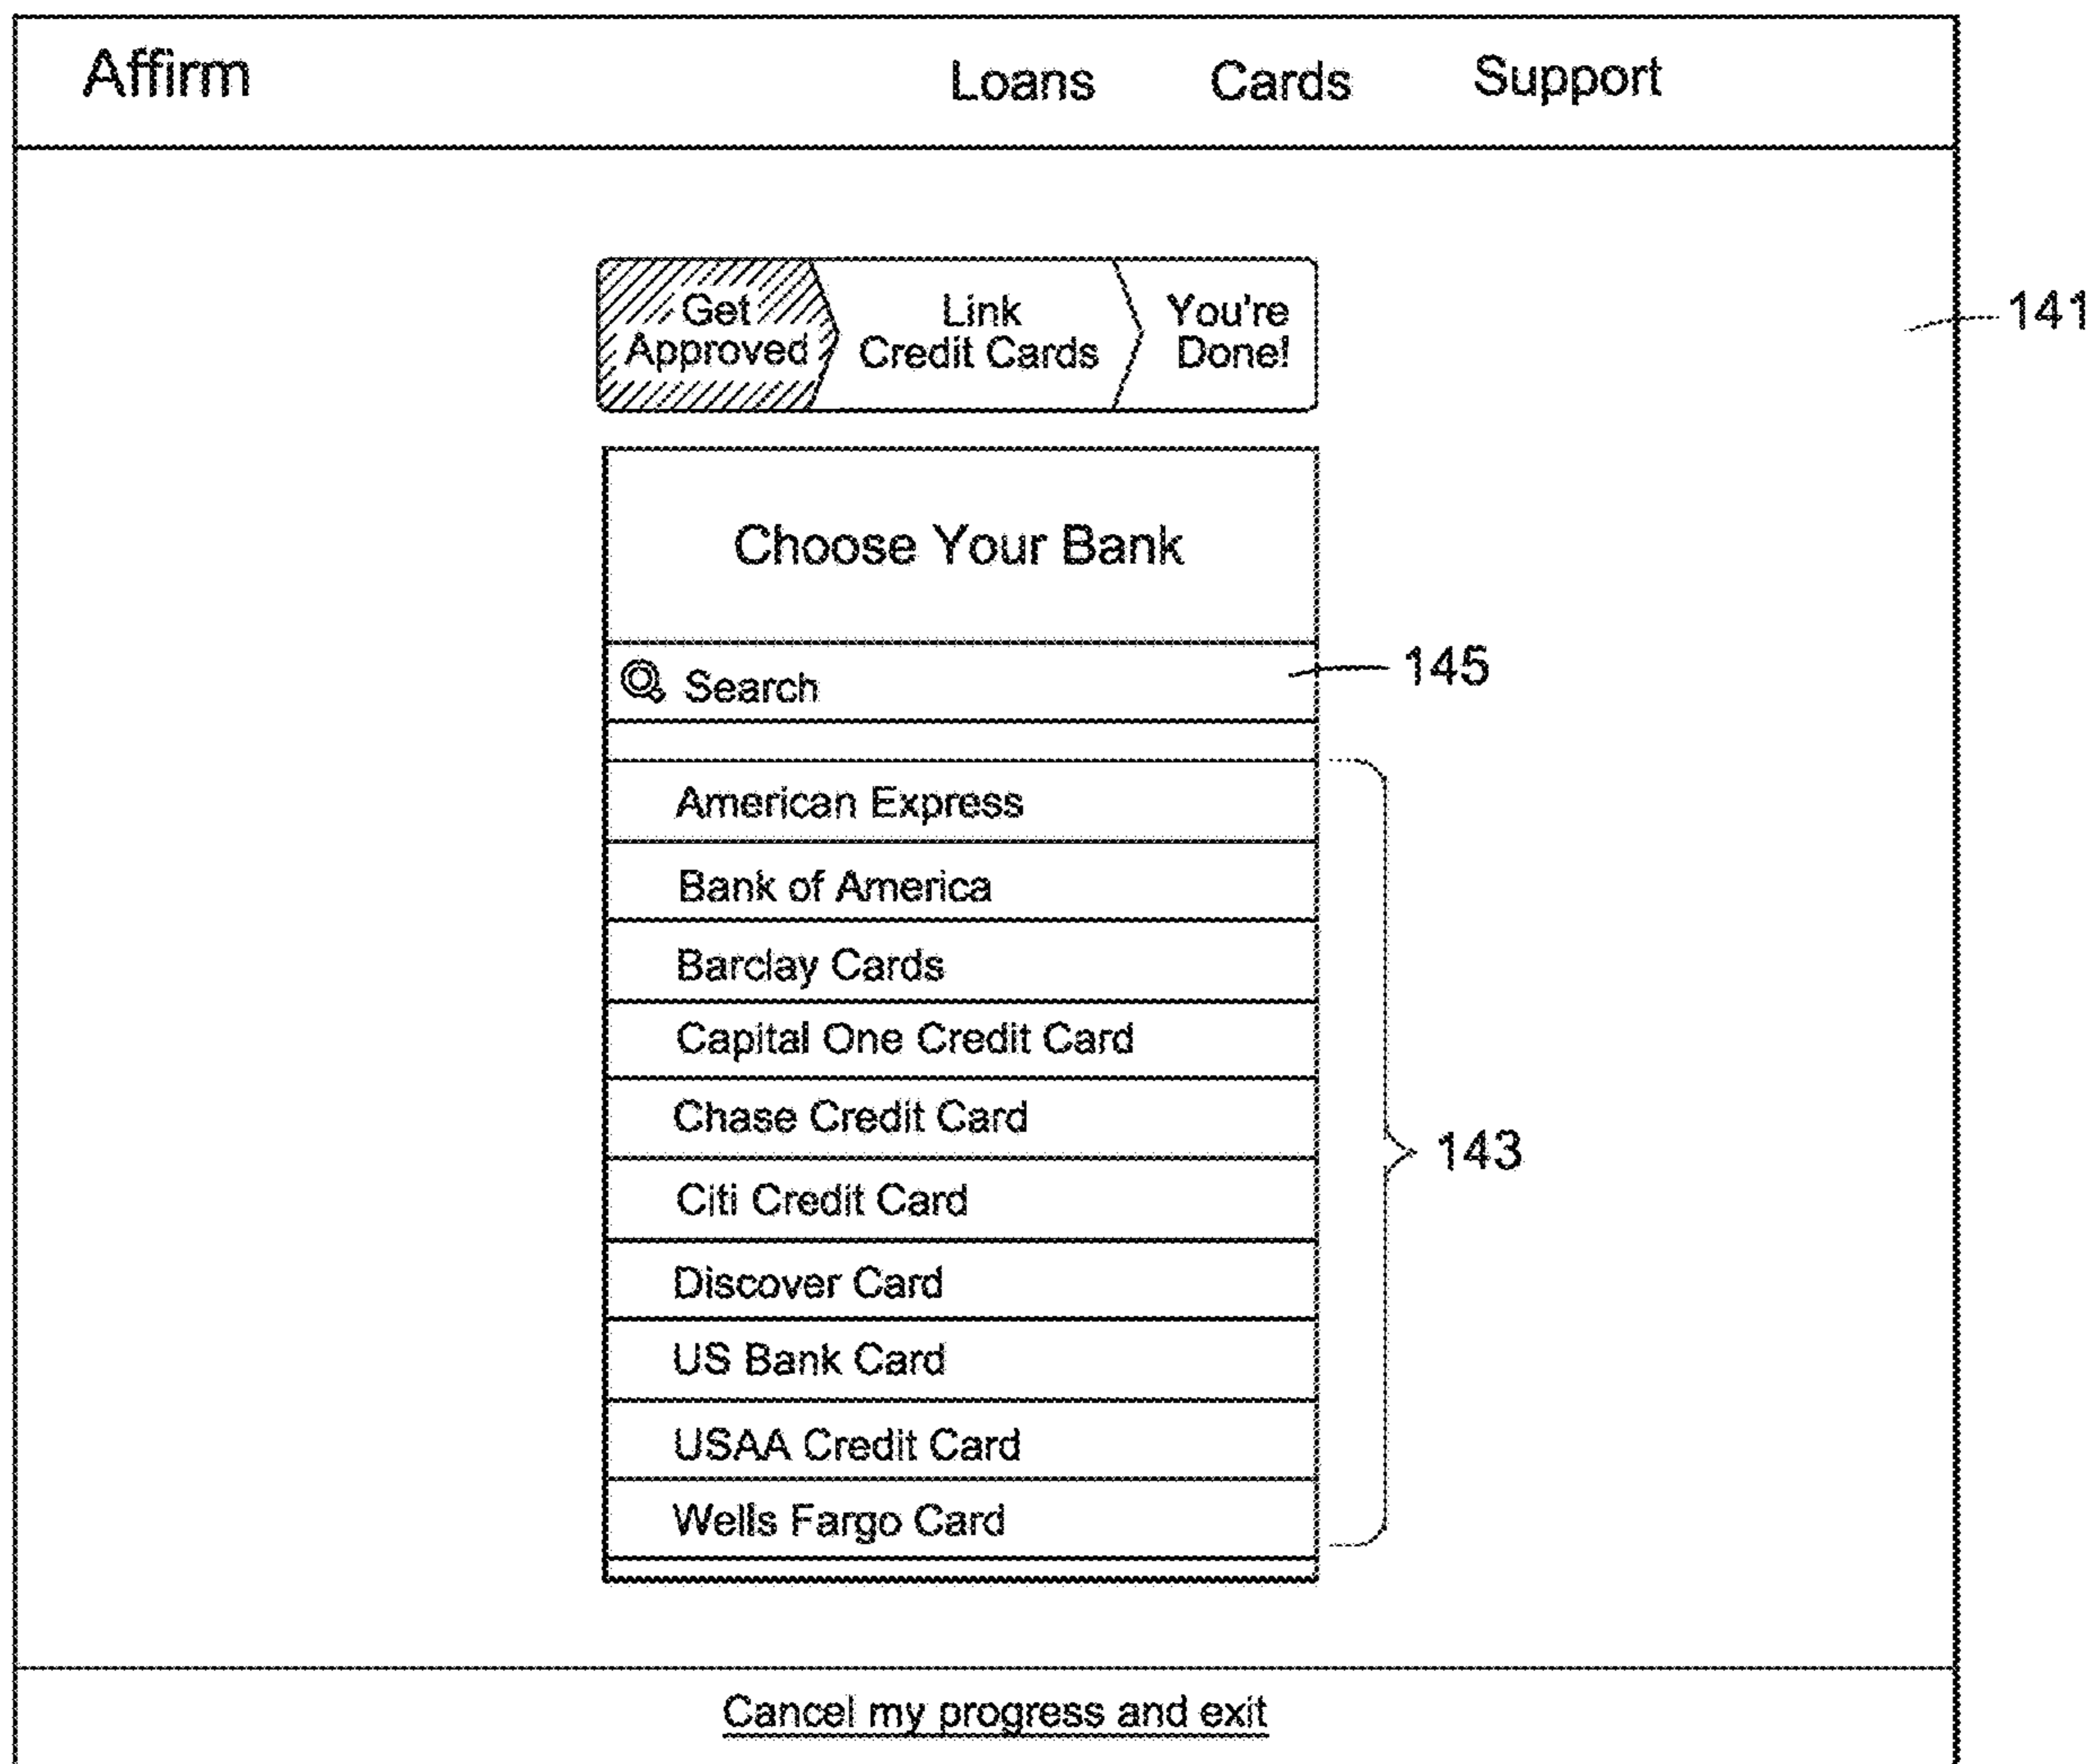 Affirm Loans Cards Support
Get
Approved
Link
Credit Cards
You're
Done!
141
Choose Your Bank
Search
145
American Express
Bank of America
Barclay Cards
Capital One Credit Card
Chase Credit Card
143
Citi Credit Card
Discover Card
US Bank Card
USAA Credit Card
Wells Fargo Card
Cancel my progress and exit